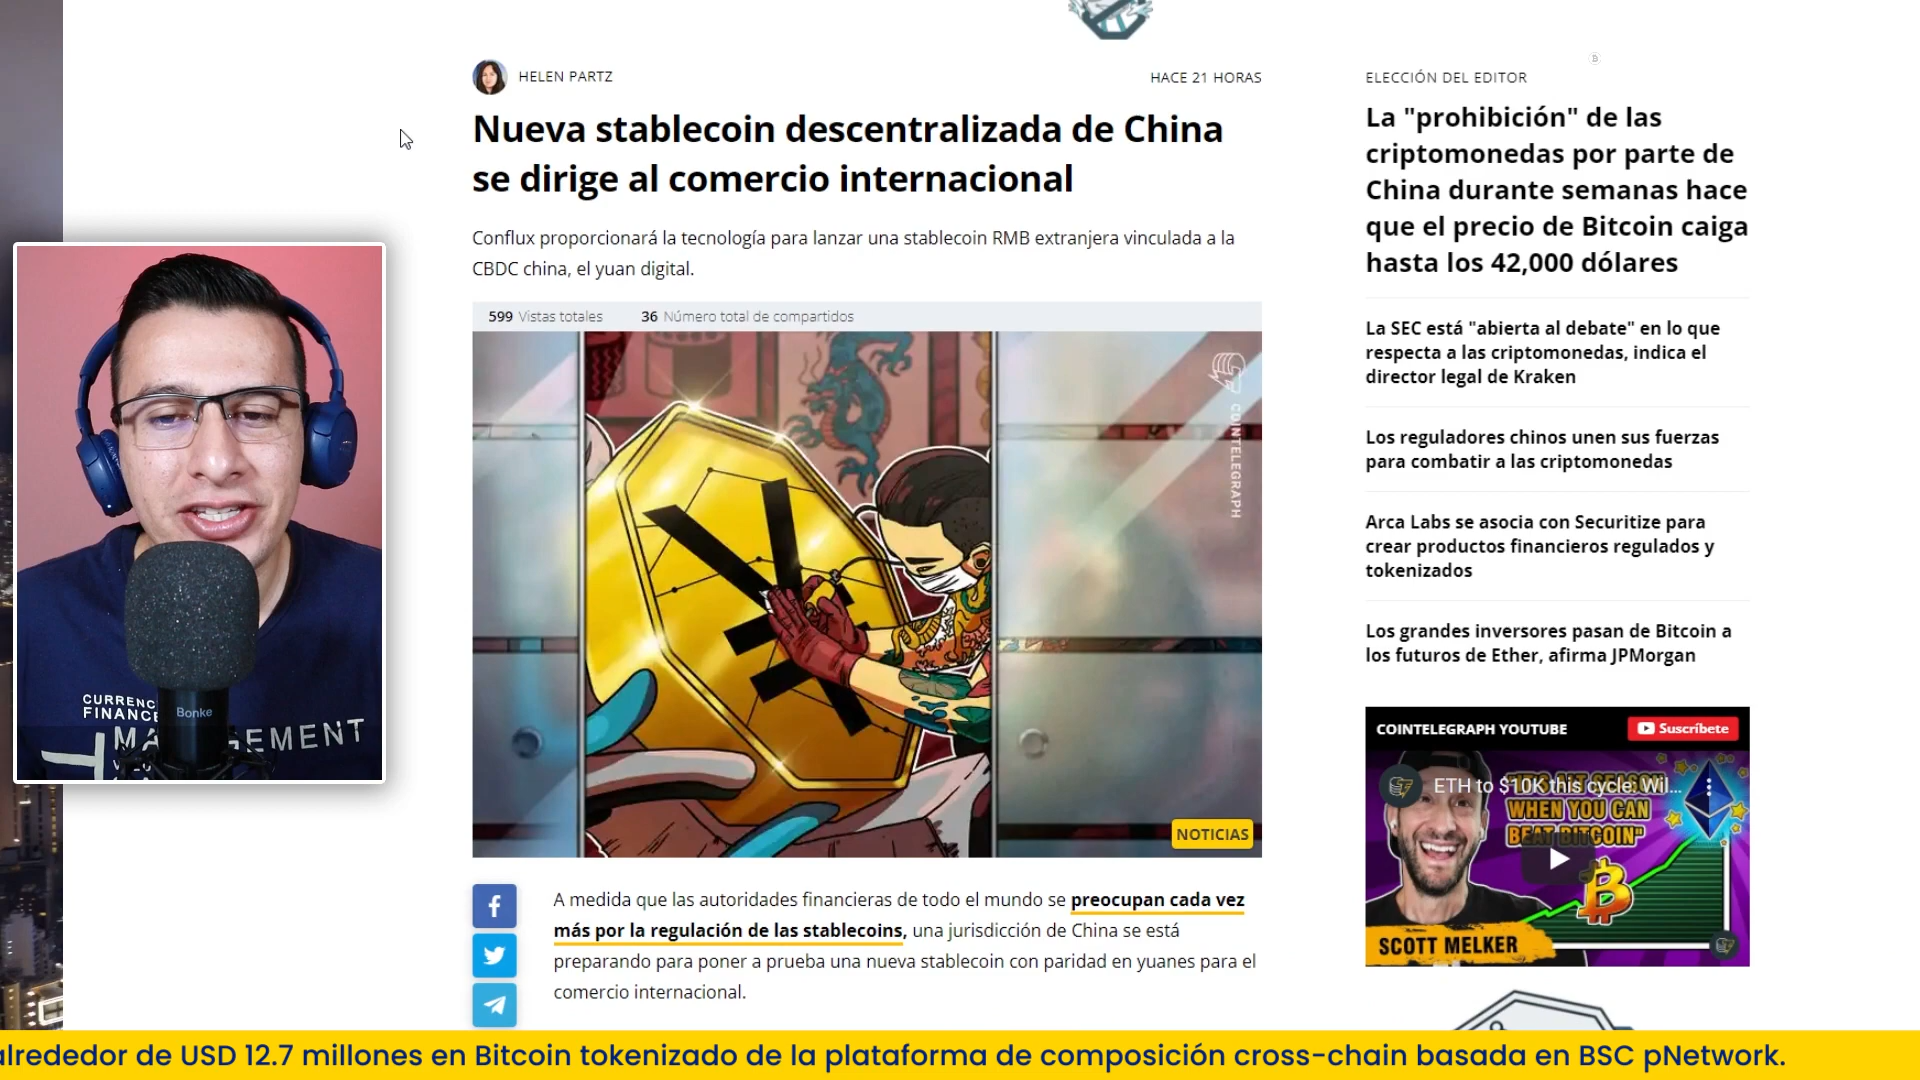 HELEN PARTZ
HACE 21 HORAS
Nueva stablecoin descentralizada de China
se dirige al comercio internacional
Conflux proporcionará la tecnología para lanzar una stablecoin RMB extranjera vinculada a la
CBDC china, el yuan digital.
599 Vistas totales
36 Número total de compartidos
COINTELEGRAPH
NOTICIAS
A medida que las autoridades financieras de todo el mundo se preocupan cada vez
más por la regulación de las stablecoins, una jurisdicción de China se está
preparando para poner a prueba una nueva stablecoin con paridad en yuanes para el
comercio internacional.
ELECCIÓN DEL EDITOR
La "prohibición" de las
criptomonedas por parte de
China durante semanas hace
que el precio de Bitcoin caiga
hasta los 42,000 dólares
La SEC está "abierta al debate" en lo que
respecta a las criptomonedas, indica el
director legal de Kraken
Los reguladores chinos unen sus fuerzas
para combatir a las criptomonedas
Arca Labs se asocia con Securitize para
crear productos financieros regulados y
tokenizados
Los grandes inversores pasan de Bitcoin a
los futuros de Ether, afirma JPMorgan
COINTELEGRAPH YOUTUBE
Suscríbete
ETH to $10K this cycle: Wil...
WHEN YOU CAN
BEAT BITCOIN"
SCOTT MELKER
CURRENC
FINANCE
Bonke
alrededor de USD 12.7 millones en Bitcoin tokenizado de la plataforma de composición cross-chain basada en BSC pNetwork.